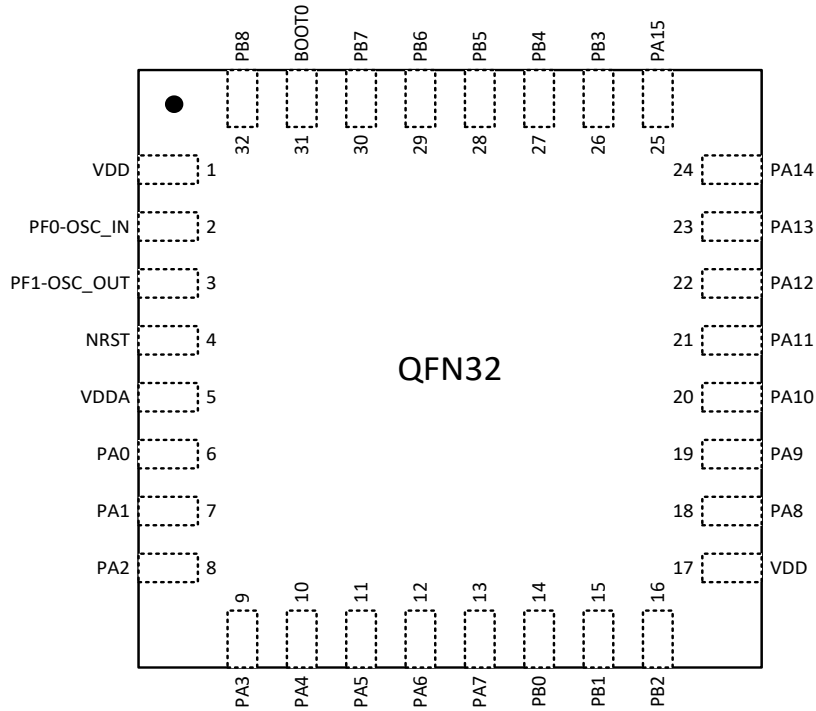 PB8
BOOT0
PB7
PB6
PB5
PB4
PB3
PA15
32
31
30
29
28
27
26
25
VDD 1
PF0-OSC_IN 2
PF1-OSC_OUT 3
NRST 4
VDDA 5
PA0 6
PA1 7
PA2 8
QFN32
24 PA14
23 PA13
22 PA12
21 PA11
20 PA10
19 PA9
18 PA8
17 VDD
9
10
11
12
13
14
15
16
PA3
PA4
PA5
PA6
PA7
PB0
PB1
PB2